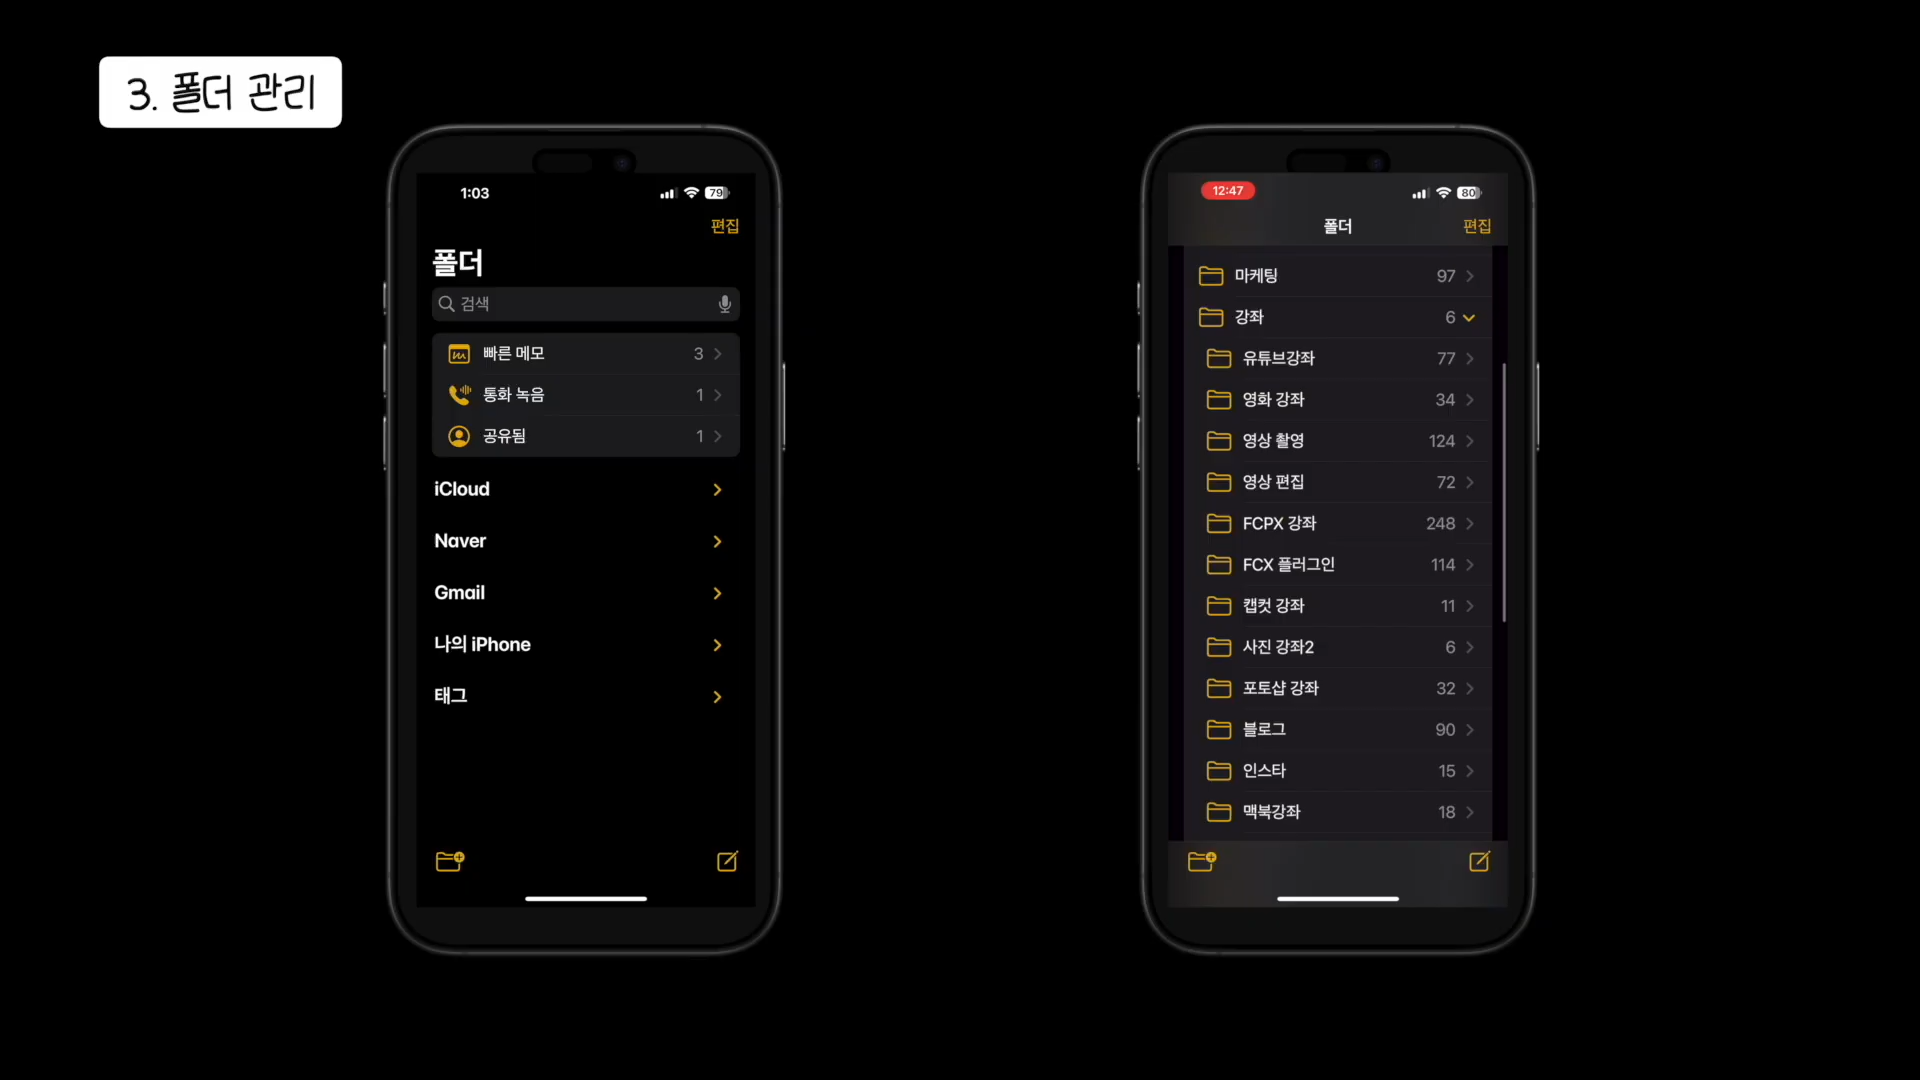 3. 폴더 관리
1:03
79
편집
폴더
검색
빠른 메모 3
통화 녹음 1
공유됨 1
iCloud
Naver
Gmail
나의 iPhone
태그
12:47
80
폴더 편집
마케팅 97
강좌 6
유튜브강좌 77
영화 강좌 34
영상 촬영 124
영상 편집 72
FCPX 강좌 248
FCX 플러그인 114
캡컷 강좌 11
사진 강좌2 6
포토샵 강좌 32
블로그 90
인스타 15
맥북강좌 18